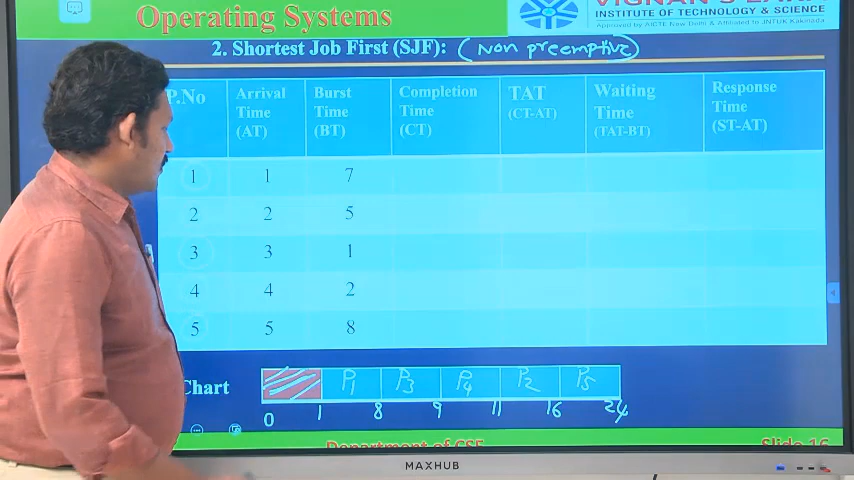 Operating Systems
INSTITUTE OF TECHNOLOGY & SCIENCE
Approved by AICTE New Delhi & Affiliated to JNTUK Kakinada
2. Shortest Job First (SJF): (Non preemptive)
P.No Arrival Time (AT) Burst Time (BT) Completion Time (CT) TAT (CT-AT) Waiting Time (TAT-BT) Response Time (ST-AT)
1 1 7
2 2 5
3 3 1
4 4 2
5 5 8
Chart P1 P3 P4 P2 P5
0 1 8 9 11 16 24
Department of CSE Slide 16
MAXHUB